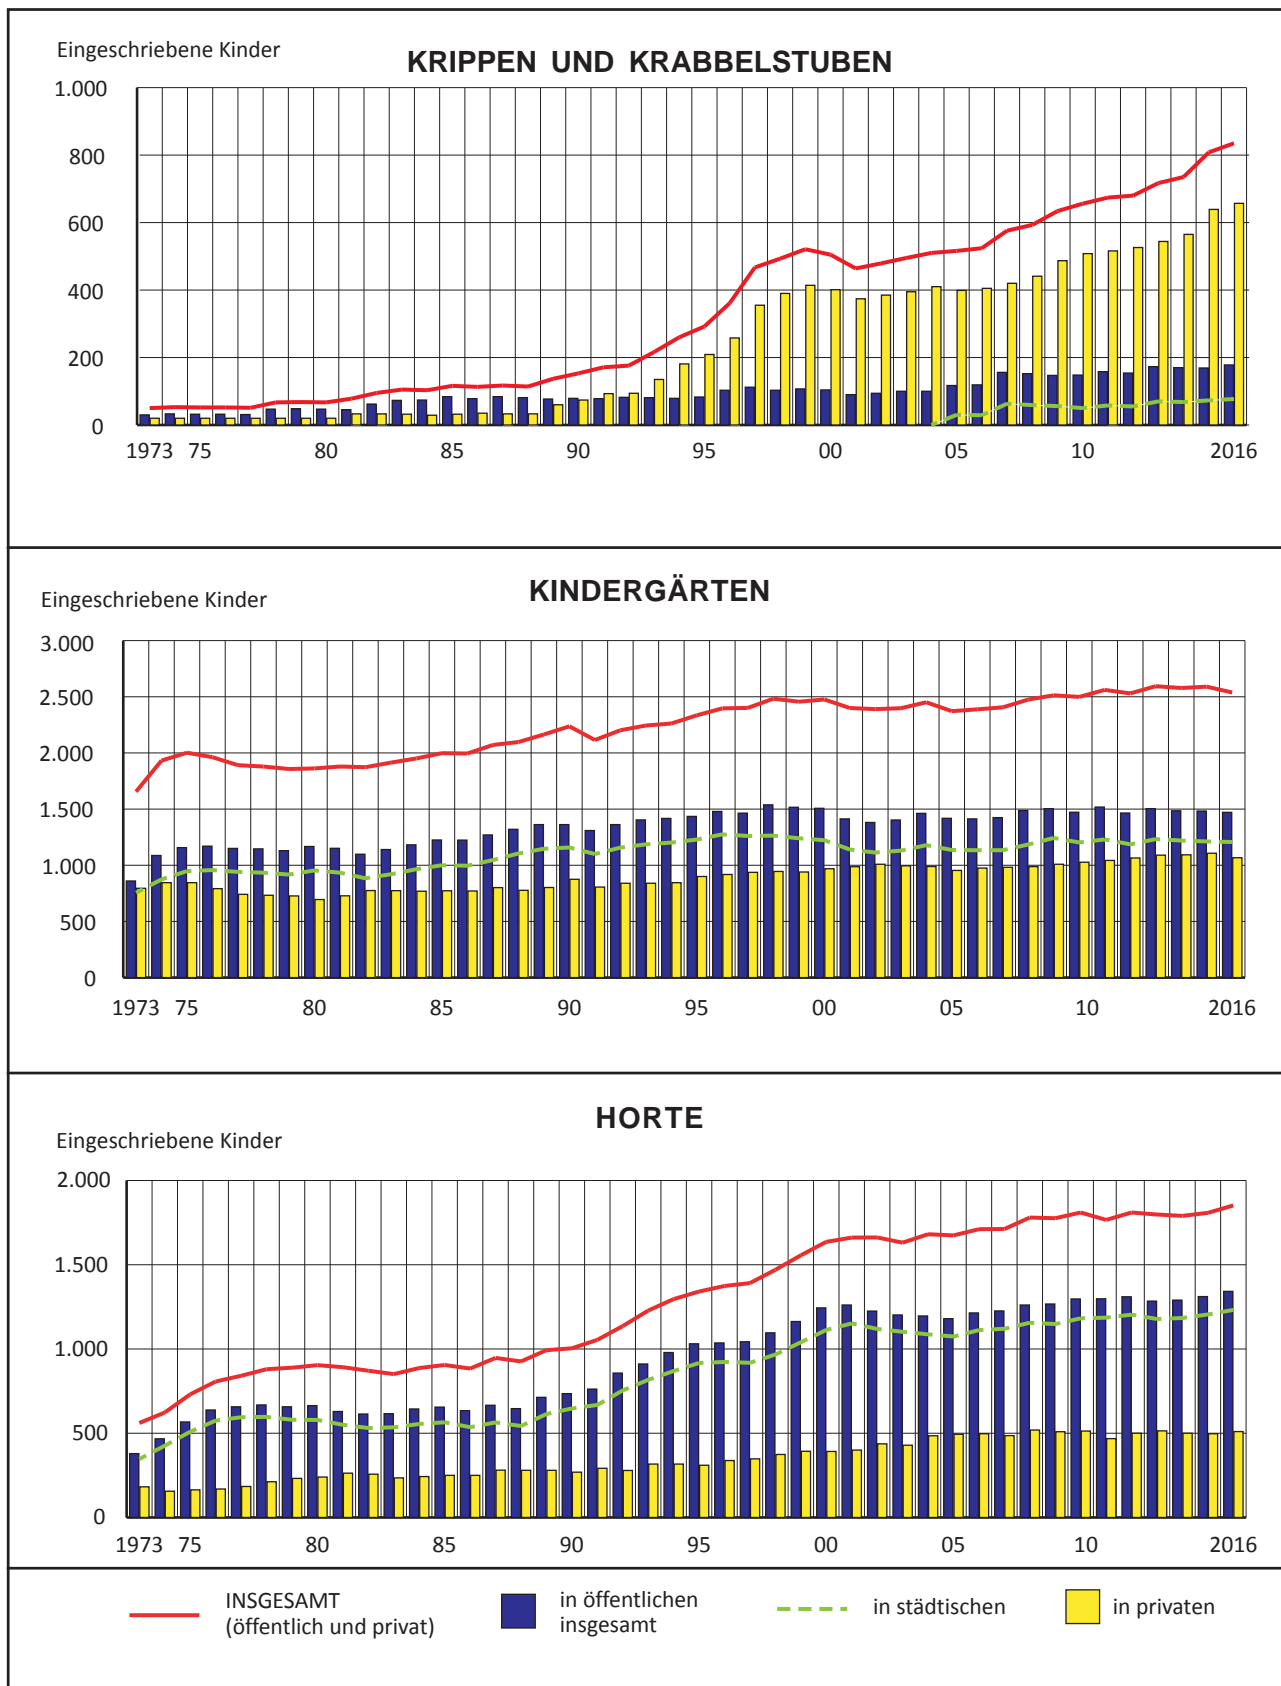 Eingeschriebene Kinder
KRIPPEN UND KRABBELSTUBEN
1.000
800
600
400
200
0
1973 75 80 85 90 95 00 05 10 2016
KINDERGÄRTEN
Eingeschriebene Kinder
3.000
2.500
2.000
1.500
1.000
500
0
1973 75 80 85 90 95 00 05 10 2016
HORTE
Eingeschriebene Kinder
2.000
1.500
1.000
500
0
1973 75 80 85 90 95 00 05 10 2016
INSGESAMT
(öffentlich und privat)
in öffentlichen
insgesamt
in städtischen
in privaten